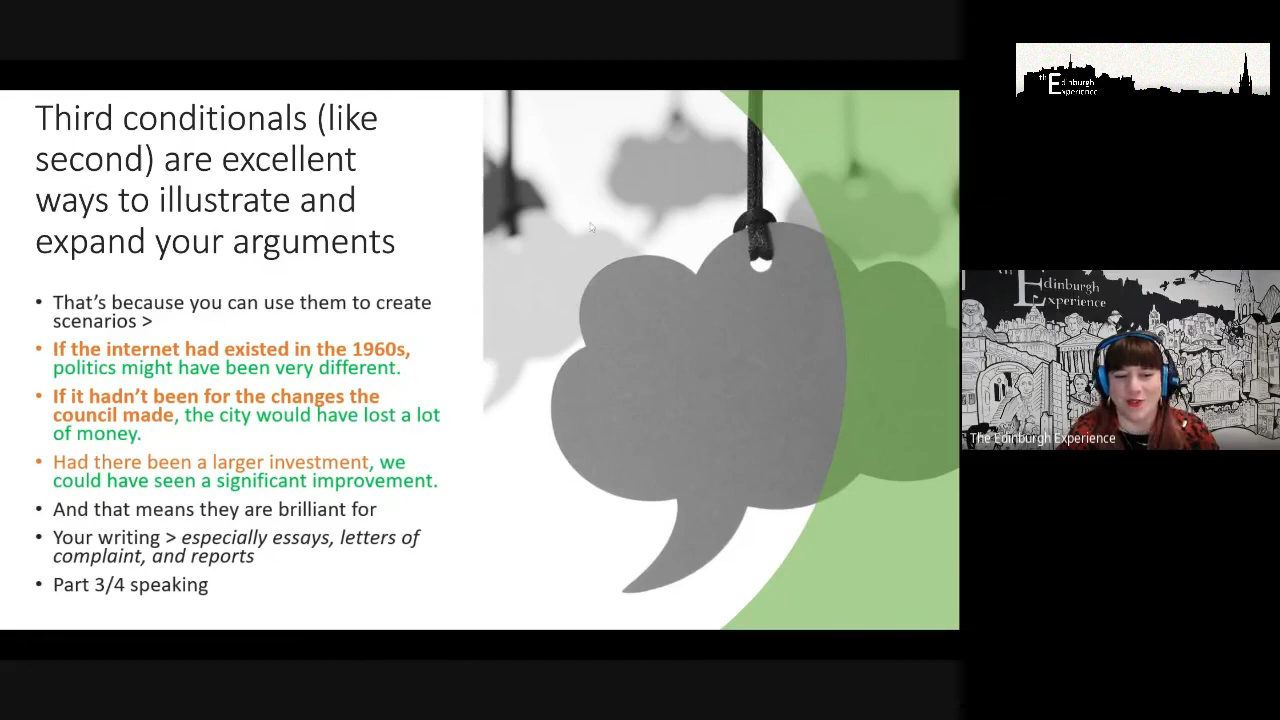 Third conditionals (like
second) are excellent
ways to illustrate and
expand your arguments
• That's because you can use them to create
scenarios >
• If the internet had existed in the 1960s,
politics might have been very different.
• If it hadn't been for the changes the
council made, the city would have lost a lot
of money.
• Had there been a larger investment, we
could have seen a significant improvement.
• And that means they are brilliant for
• Your writing > especially essays, letters of
complaint, and reports
• Part 3/4 speaking
the Edinburgh
Experience
Edinburgh
Experience
The Edinburgh Experience